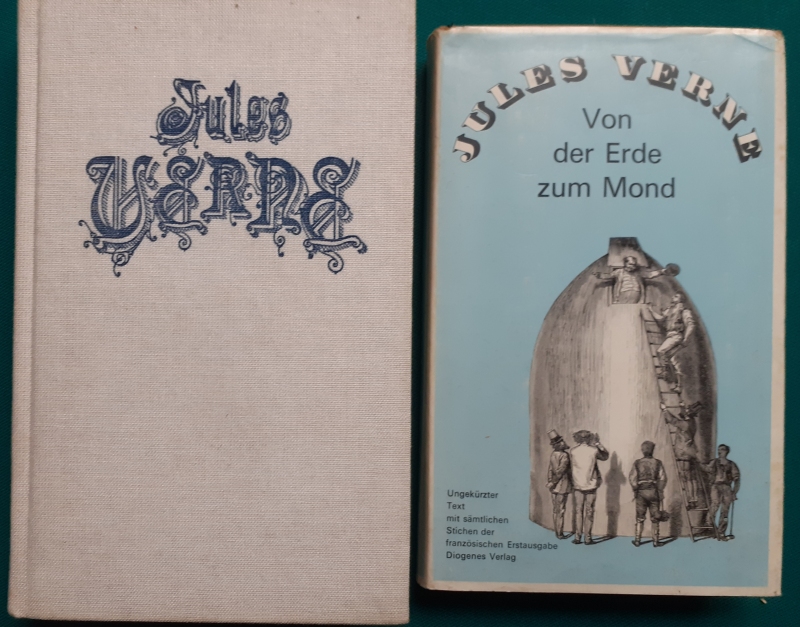 Jules
VERNE
JULES VERNE
Von
der Erde
zum Mond
Ungekürzter
Text
mit sämtlichen
Stichen der
französischen Erstausgabe
Diogenes Verlag